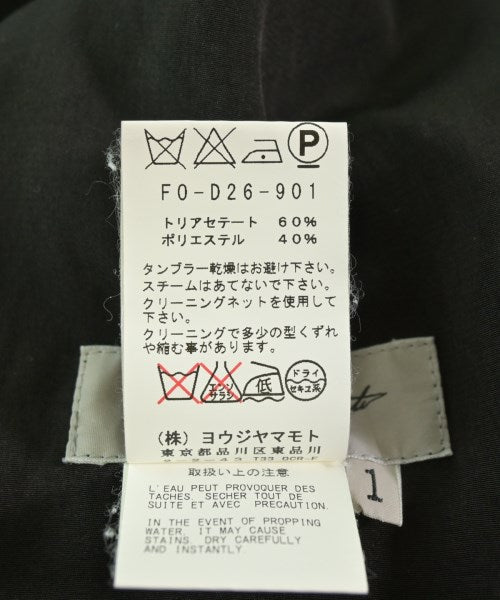 P
FO-D26-901
トリアセテート 60%
ポリエステル 40%
タンブラー乾燥はお避け下さい。
スチームはあてないで下さい。
クリーニングネットを使用して
下さい。
クリーニングで多少の型くずれ
や縮む事があります。
エンソ
サラシ
低
ドライ
セキユ系
(株) ヨウジヤマモト
東京都品川区東品川
取扱い上の注意
L'EAU PEUT PROVOQUER DES
TACHES. SECHER TOUT DE
SUITE ET AVEC PRECAUTION.
IN THE EVENT OF PROPPING
WATER, IT MAY CAUSE
STAINS. DRY CAREFULLY
AND INSTANTLY.
1